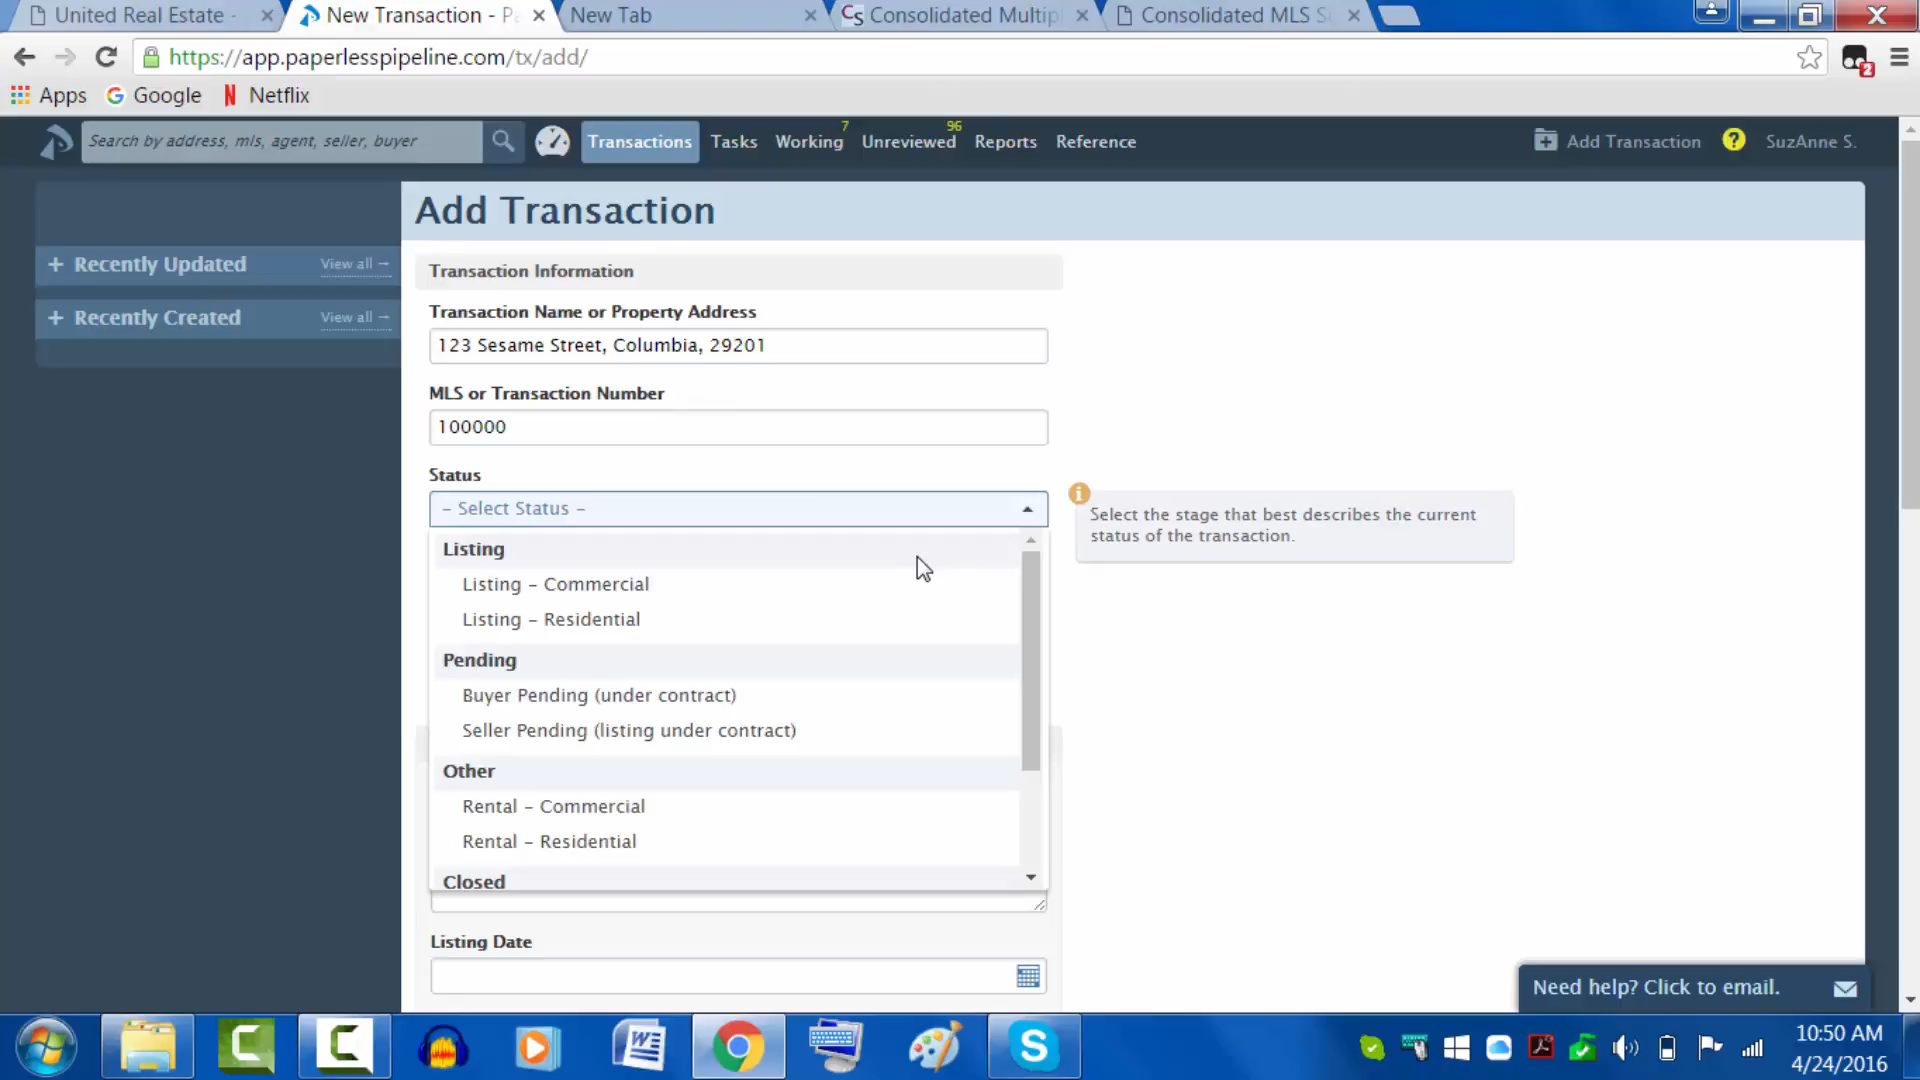 United Real Estate -
New Transaction - P
New Tab
Consolidated Multip
Consolidated MLS S
https://app.paperlesspipeline.com/tx/add/
2
Apps
Google
Netflix
Search by address, mls, agent, seller, buyer
Transactions
Tasks
Working
7
Unreviewed
96
Reports
Reference
Add Transaction
?
SuzAnne S.
+ Recently Updated
View all →
+ Recently Created
View all →
Add Transaction
Transaction Information
Transaction Name or Property Address
123 Sesame Street, Columbia, 29201
MLS or Transaction Number
100000
Status
– Select Status –
Select the stage that best describes the current
status of the transaction.
Listing
Listing – Commercial
Listing – Residential
Pending
Buyer Pending (under contract)
Seller Pending (listing under contract)
Other
Rental – Commercial
Rental – Residential
Closed
Listing Date
Need help? Click to email.
10:50 AM
4/24/2016